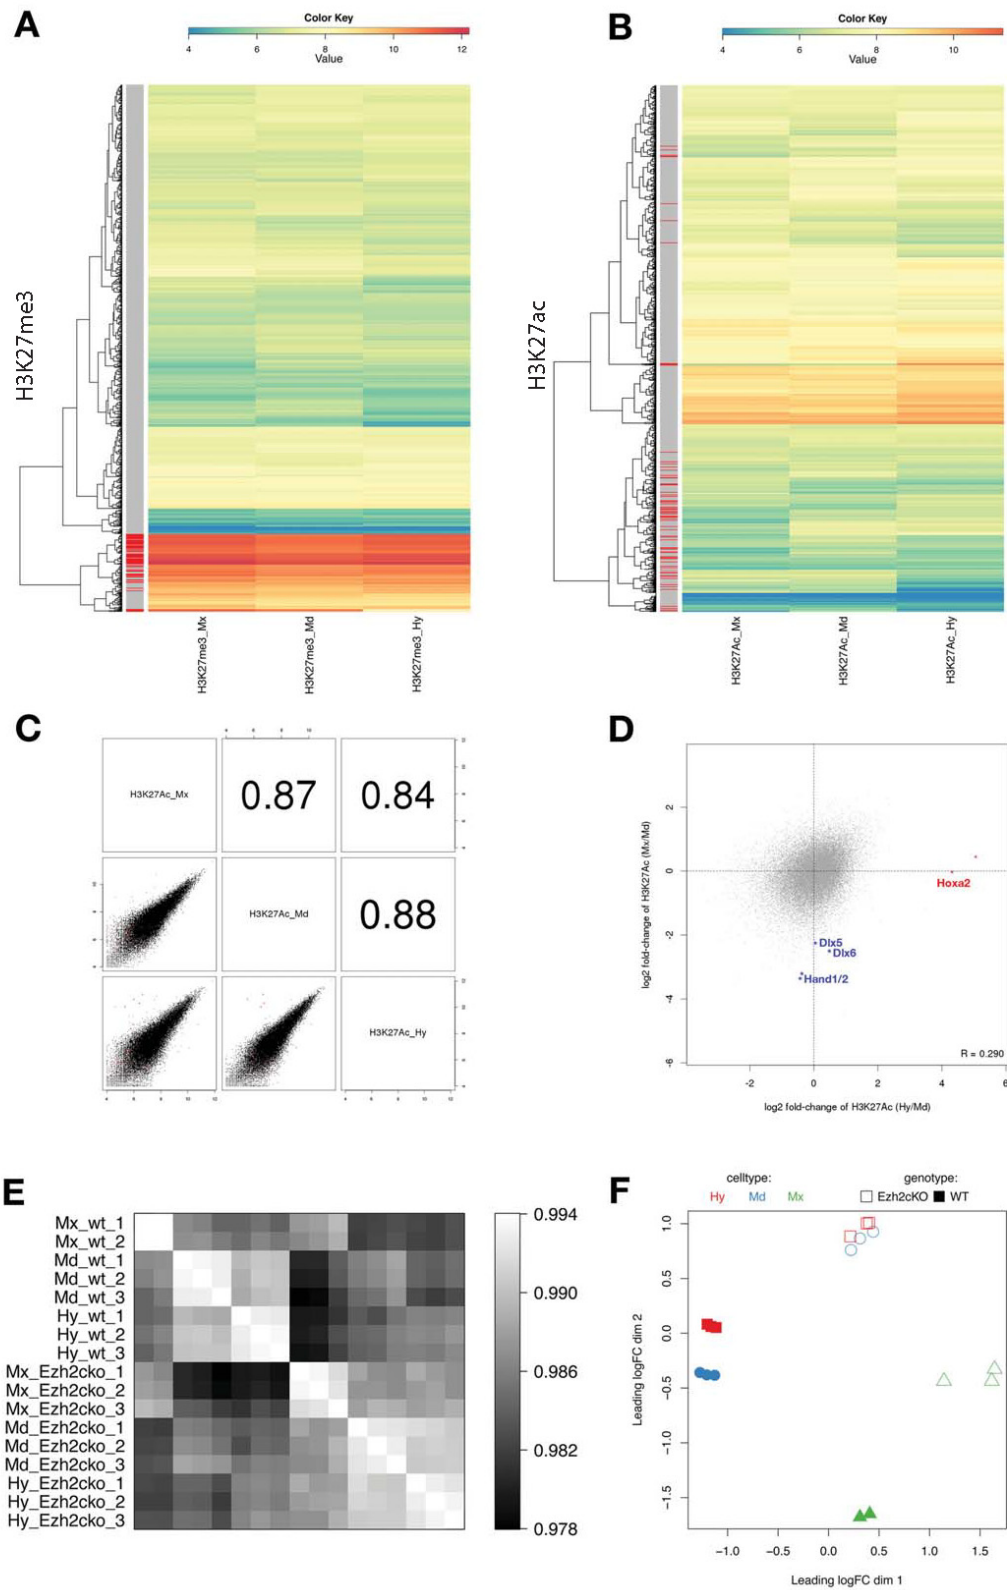 A
Color Key
4 6 8 10 12
Value
H3K27me3
H3K27me3_Mx
H3K27me3_Md
H3K27me3_Hy
B
Color Key
4 6 8 10
Value
H3K27ac
H3K27Ac_Mx
H3K27Ac_Md
H3K27Ac_Hy
C
4 6 8 10
H3K27Ac_Mx
0.87
0.84
H3K27Ac_Md
0.88
H3K27Ac_Hy
D
log2 fold-change of H3K27Ac (Mx/Md)
2
0
-2
-4
-6
Hoxa2
Dlx5
Dlx6
Hand1/2
R = 0.290
-2 0 2 4 6
log2 fold-change of H3K27Ac (Hy/Md)
E
Mx_wt_1
Mx_wt_2
Md_wt_1
Md_wt_2
Md_wt_3
Hy_wt_1
Hy_wt_2
Hy_wt_3
Mx_Ezh2cko_1
Mx_Ezh2cko_2
Mx_Ezh2cko_3
Md_Ezh2cko_1
Md_Ezh2cko_2
Md_Ezh2cko_3
Hy_Ezh2cko_1
Hy_Ezh2cko_2
Hy_Ezh2cko_3
0.994
0.990
0.986
0.982
0.978
F
celltype: genotype:
Hy Md Mx Ezh2cKO WT
Leading logFC dim 2
1.0
0.5
0.0
−0.5
−1.0
−1.5
−1.0 −0.5 0.0 0.5 1.0 1.5
Leading logFC dim 1